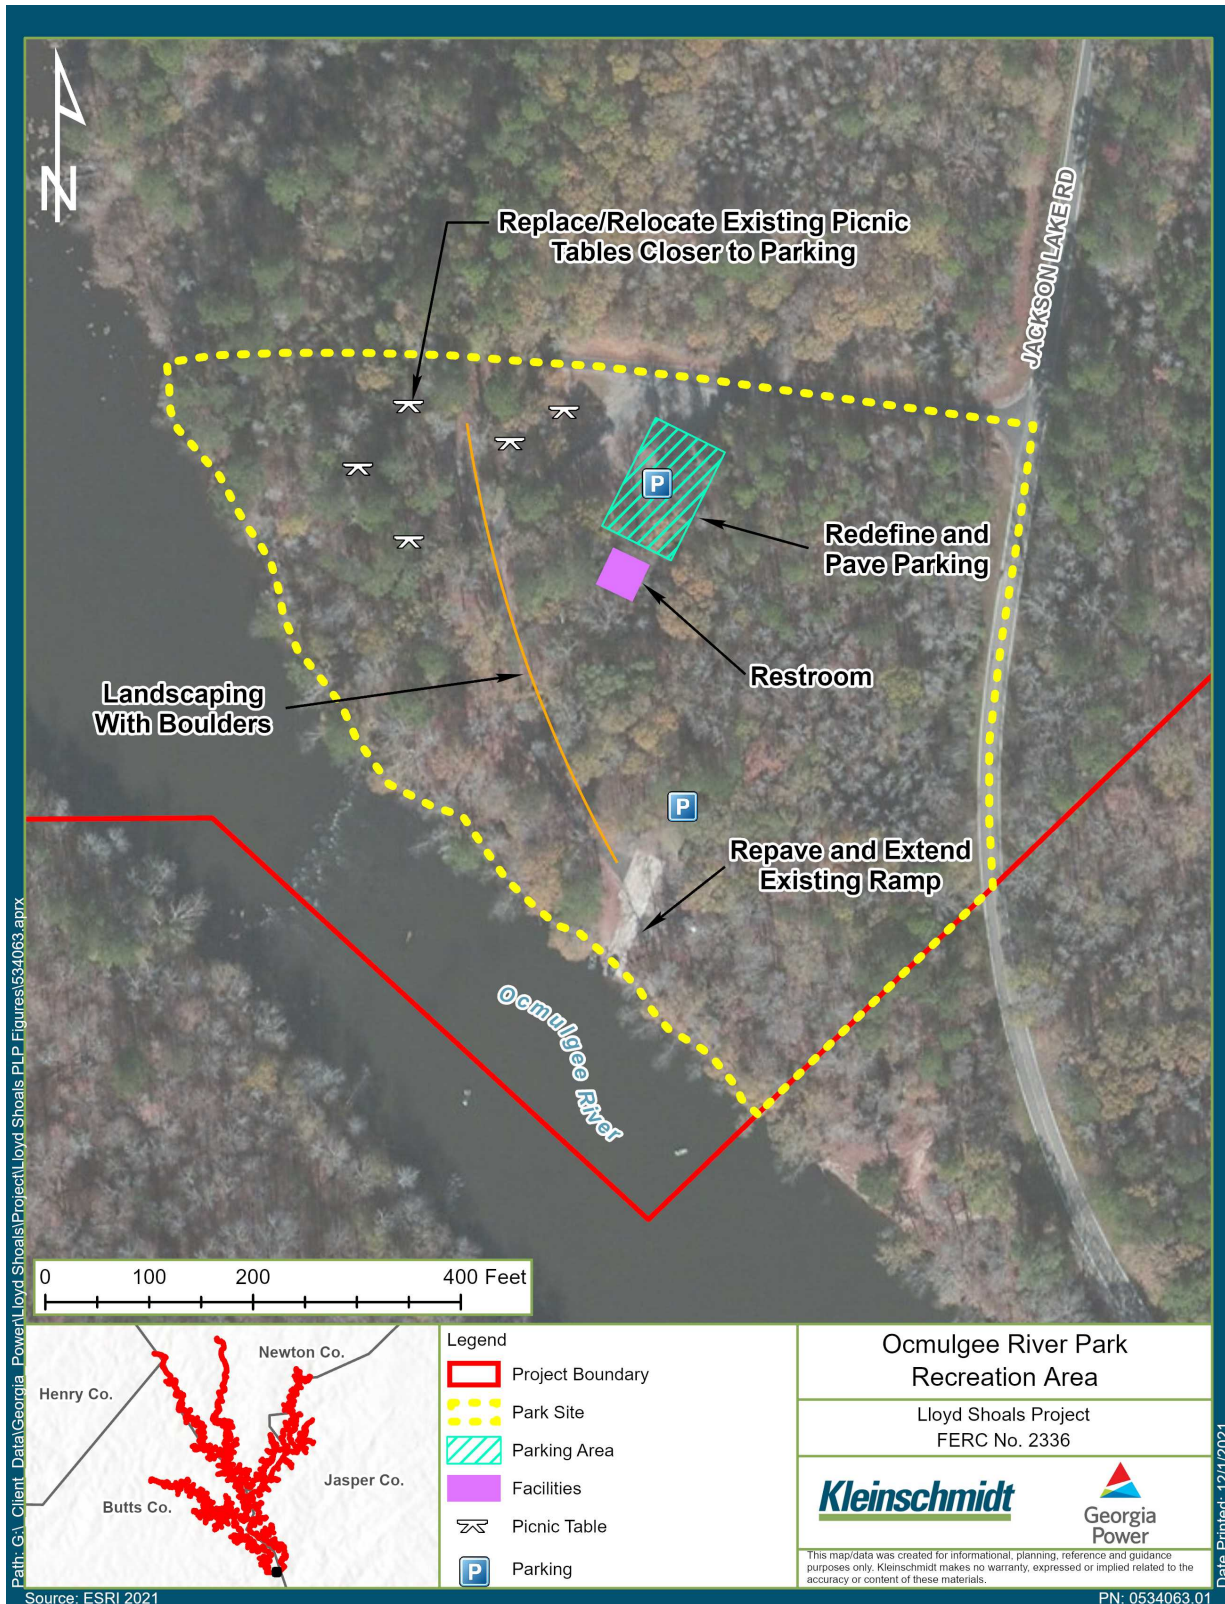 N
Replace/Relocate Existing Picnic
Tables Closer to Parking
JACKSON LAKE RD
P
Redefine and
Pave Parking
Restroom
Landscaping
With Boulders
P
Repave and Extend
Existing Ramp
Ocmulgee River
0 100 200 400 Feet
Newton Co.
Henry Co.
Jasper Co.
Butts Co.
Legend
Project Boundary
Park Site
Parking Area
Facilities
Picnic Table
P Parking
Ocmulgee River Park
Recreation Area
Lloyd Shoals Project
FERC No. 2336
Kleinschmidt
Georgia
Power
This map/data was created for informational, planning, reference and guidance
purposes only. Kleinschmidt makes no warranty, expressed or implied related to the
accuracy or content of these materials.
Path: G:\_Client_Data\Georgia_Power\Lloyd Shoals\Project\Lloyd Shoals PLP Figures\534063.aprx
Date Printed: 12/1/2021
Source: ESRI 2021
PN: 0534063.01